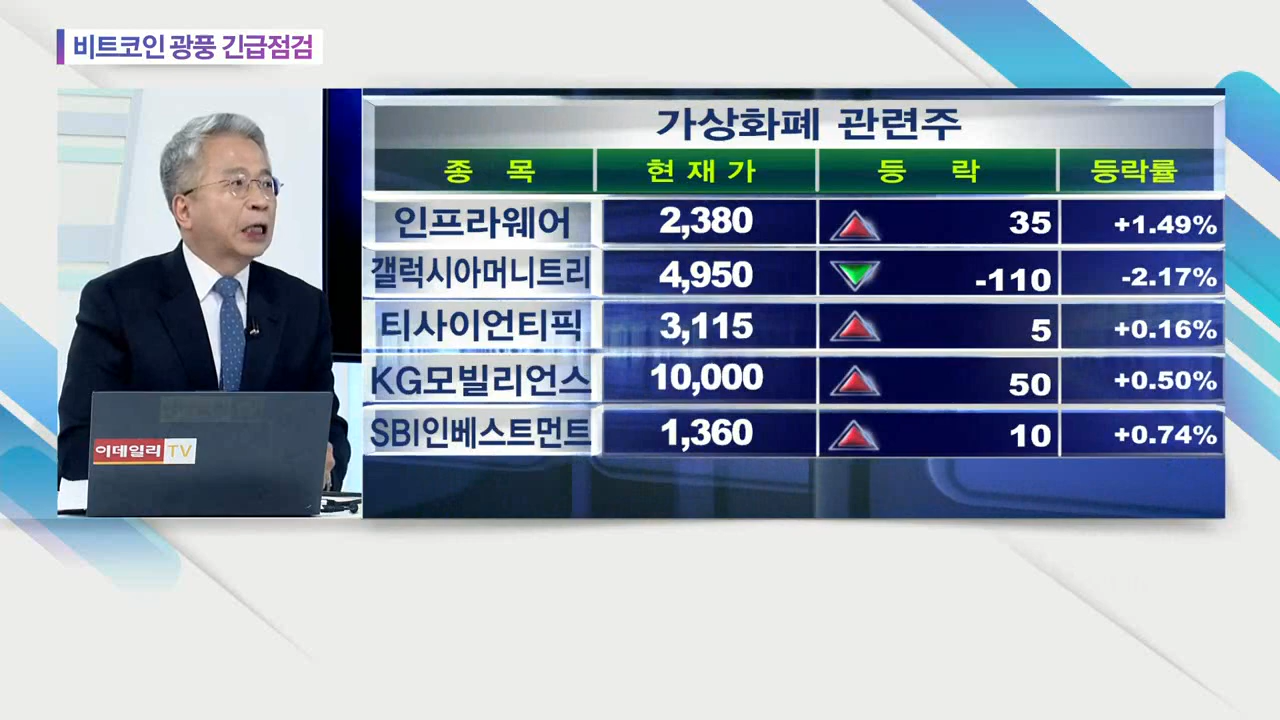 비트코인 광풍 긴급점검
가상화폐 관련주
종 목 현 재 가 등 락 등락률
인프라웨어 2,380 35 +1.49%
갤럭시아머니트리 4,950 -110 -2.17%
티사이언티픽 3,115 5 +0.16%
KG모빌리언스 10,000 50 +0.50%
SBI인베스트먼트 1,360 10 +0.74%
이데일리 TV